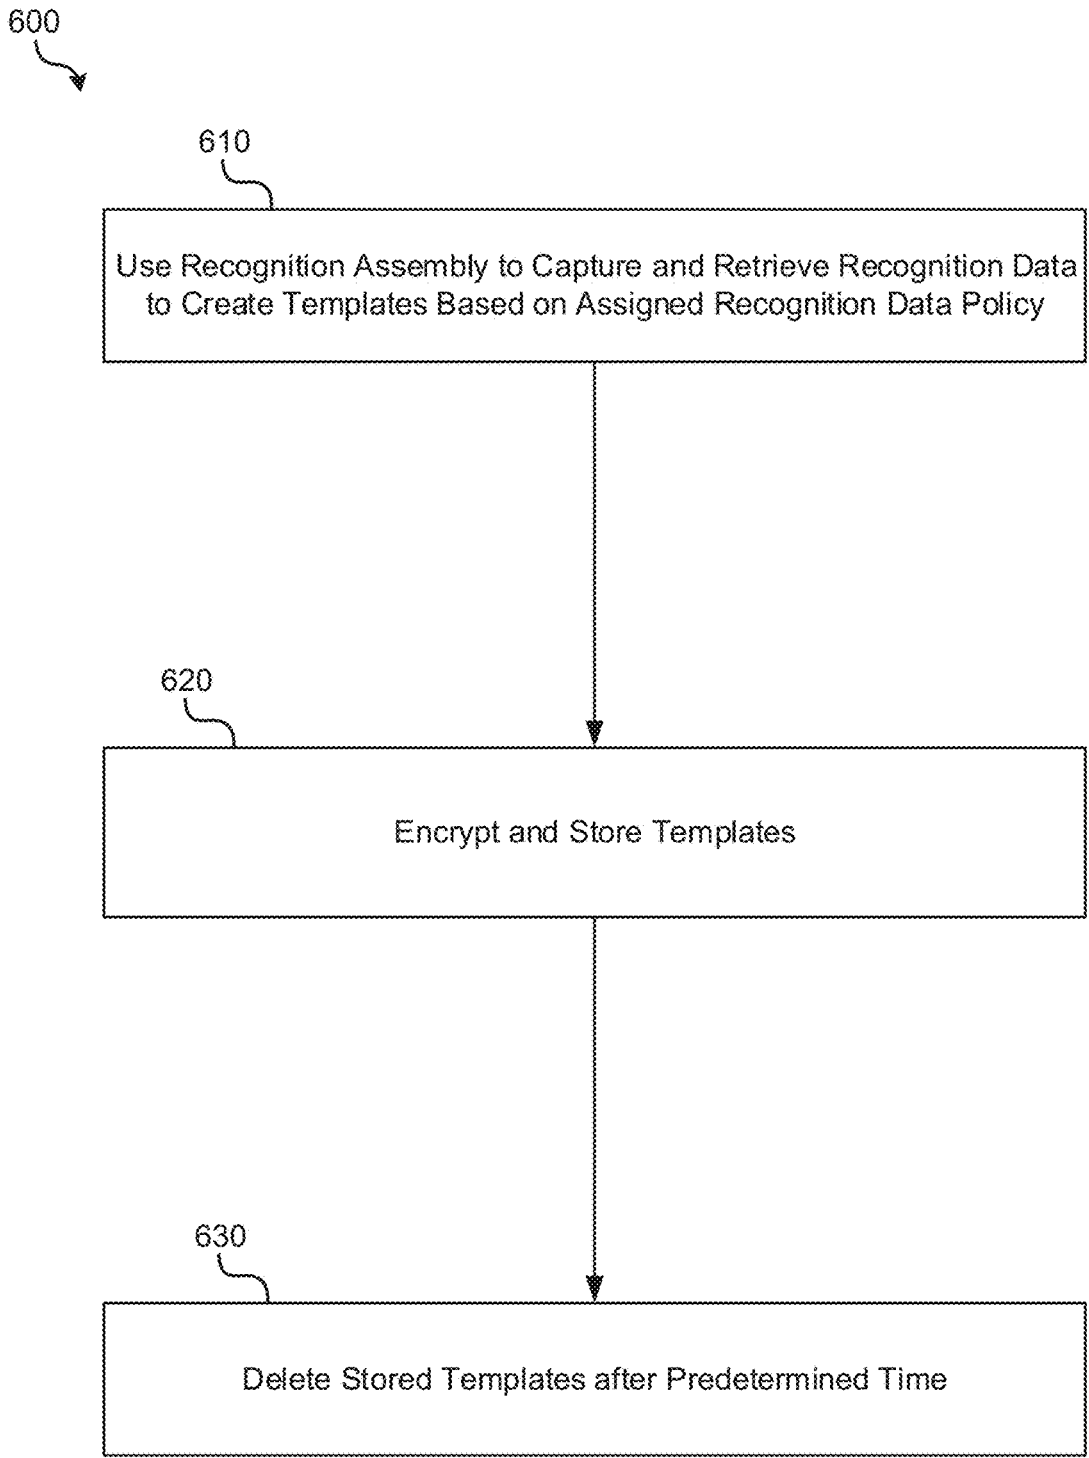 600
610
Use Recognition Assembly to Capture and Retrieve Recognition Data
to Create Templates Based on Assigned Recognition Data Policy
620
Encrypt and Store Templates
630
Delete Stored Templates after Predetermined Time